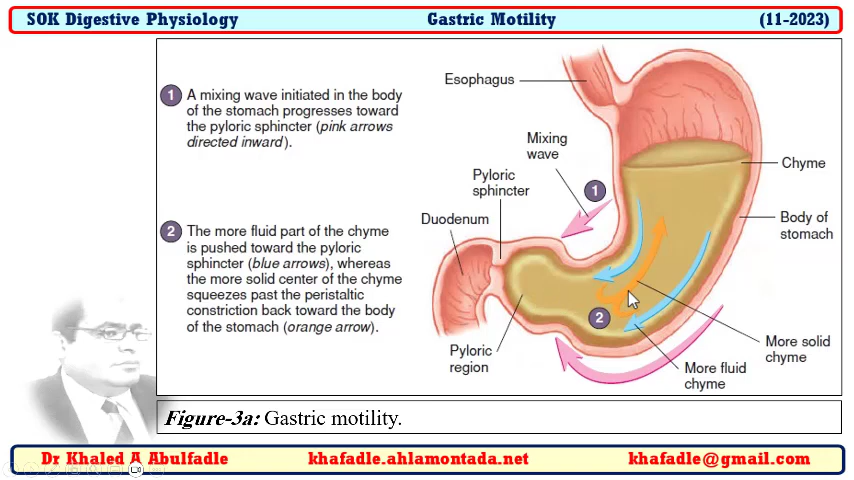 SOK Digestive Physiology Gastric Motility (11-2023)
1 A mixing wave initiated in the body
of the stomach progresses toward
the pyloric sphincter (pink arrows
directed inward).
2 The more fluid part of the chyme
is pushed toward the pyloric
sphincter (blue arrows), whereas
the more solid center of the chyme
squeezes past the peristaltic
constriction back toward the body
of the stomach (orange arrow).
Esophagus
Mixing
wave
Pyloric
sphincter
Duodenum
1
Chyme
Body of
stomach
2
Pyloric
region
More solid
chyme
More fluid
chyme
Figure-3a: Gastric motility.
Dr Khaled A Abulfadle khafadle.ahlamontada.net khafadle@gmail.com